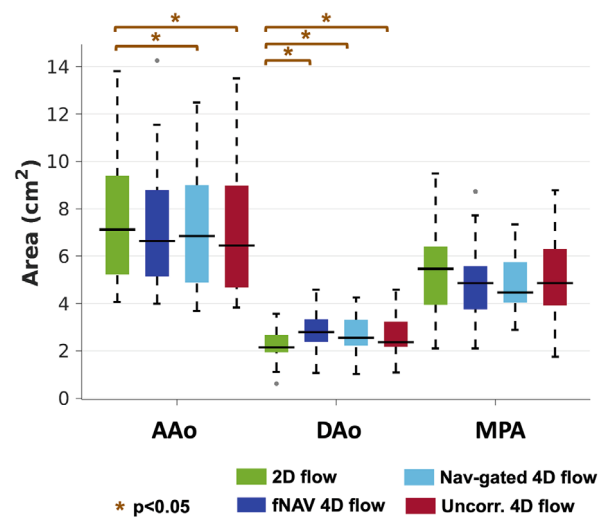 * *
* * *
14
12
10
8
6
4
2
0
Area (cm²)
AAo DAo MPA
2D flow Nav-gated 4D flow
* p<0.05 fNAV 4D flow Uncorr. 4D flow